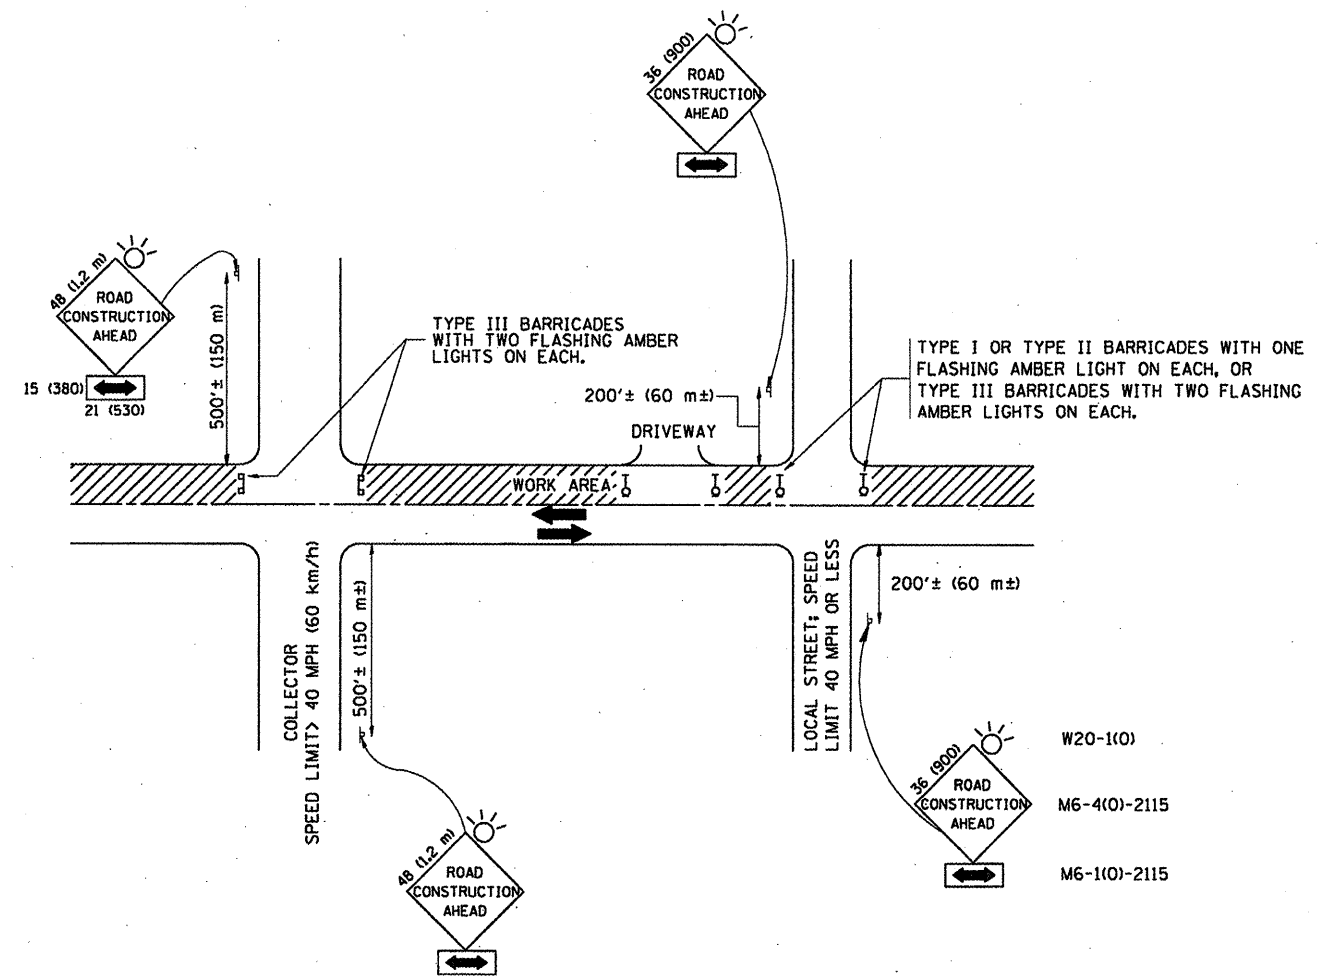 36 (900)
ROAD
CONSTRUCTION
AHEAD
48 (1.2 m)
ROAD
CONSTRUCTION
AHEAD
15 (380)
21 (530)
500'± (150 m)
TYPE III BARRICADES
WITH TWO FLASHING AMBER
LIGHTS ON EACH.
200'± (60 m±)
DRIVEWAY
TYPE I OR TYPE II BARRICADES WITH ONE
FLASHING AMBER LIGHT ON EACH, OR
TYPE III BARRICADES WITH TWO FLASHING
AMBER LIGHTS ON EACH.
WORK AREA
COLLECTOR
SPEED LIMIT> 40 MPH (60 km/h)
500'± (150 m±)
LOCAL STREET; SPEED
LIMIT 40 MPH OR LESS
200'± (60 m±)
36 (900)
ROAD
CONSTRUCTION
AHEAD
W20-1(O)
M6-4(O)-2115
M6-1(O)-2115
48 (1.2 m)
ROAD
CONSTRUCTION
AHEAD